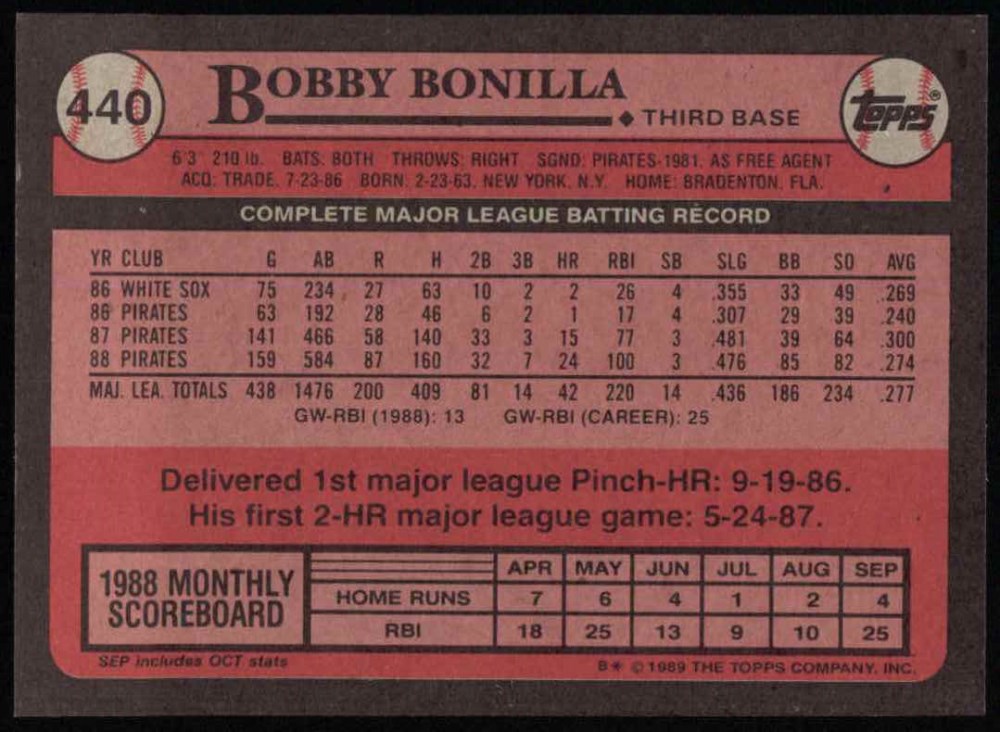 440
BOBBY BONILLA
THIRD BASE
Topps®
6'3" 210 lb. BATS: BOTH THROWS: RIGHT SGND: PIRATES-1981, AS FREE AGENT
ACQ: TRADE, 7-23-86 BORN: 2-23-63, NEW YORK, N.Y. HOME: BRADENTON, FLA.
COMPLETE MAJOR LEAGUE BATTING RECORD
YR CLUB G AB R H 2B 3B HR RBI SB SLG BB SO AVG
86 WHITE SOX 75 234 27 63 10 2 2 26 4 .355 33 49 .269
86 PIRATES 63 192 28 46 6 2 1 17 4 .307 29 39 .240
87 PIRATES 141 466 58 140 33 3 15 77 3 .481 39 64 .300
88 PIRATES 159 584 87 160 32 7 24 100 3 .476 85 82 .274
MAJ. LEA. TOTALS 438 1476 200 409 81 14 42 220 14 .436 186 234 .277
GW-RBI (1988): 13 GW-RBI (CAREER): 25
Delivered 1st major league Pinch-HR: 9-19-86.
His first 2-HR major league game: 5-24-87.
1988 MONTHLY
SCOREBOARD
APR MAY JUN JUL AUG SEP
HOME RUNS 7 6 4 1 2 4
RBI 18 25 13 9 10 25
SEP includes OCT stats
B* © 1989 THE TOPPS COMPANY, INC.